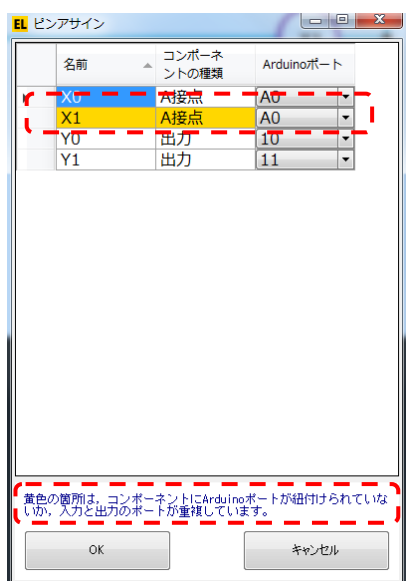 EL ピンアサイン
名前 コンポーネ
ントの種類 Arduinoポート
X0 A接点 A0
X1 A接点 A0
Y0 出力 10
Y1 出力 11
黄色の箇所は，コンポーネントにArduinoポートが紐付けられていな
いか，入力と出力のポートが重複しています。
OK キャンセル